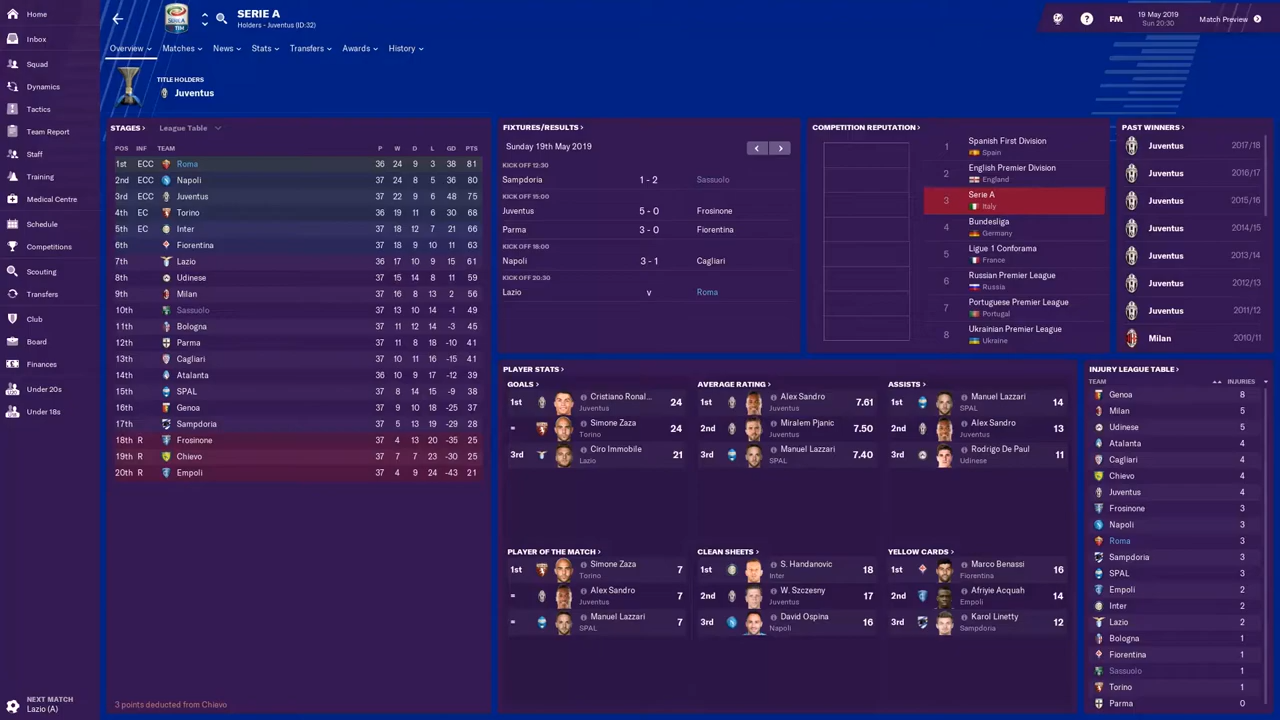 Home
Inbox
Squad
Dynamics
Tactics
Team Report
Staff
Training
Medical Centre
Schedule
Competitions
Scouting
Transfers
Club
Board
Finances
Under 20s
Under 18s
NEXT MATCH
Lazio (A)
SERIE A
Holders - Juventus (ID:32)
FM
19 May 2019
Sun 20:30
Match Preview
Overview Matches News Stats Transfers Awards History
TITLE HOLDERS
Juventus
STAGES League Table
POS INF TEAM P W D L GD PTS
1st ECC Roma 36 24 9 3 38 81
2nd ECC Napoli 37 24 8 5 36 80
3rd ECC Juventus 37 22 9 6 48 75
4th EC Torino 36 19 11 6 30 68
5th EC Inter 37 18 12 7 21 66
6th Fiorentina 37 18 9 10 11 63
7th Lazio 36 17 10 9 15 61
8th Udinese 37 15 14 8 11 59
9th Milan 37 16 8 13 2 56
10th Sassuolo 37 13 10 14 -1 49
11th Bologna 37 11 12 14 -3 45
12th Parma 37 11 8 18 -10 41
13th Cagliari 37 10 11 16 -15 41
14th Atalanta 36 10 9 17 -12 39
15th SPAL 37 8 14 15 -9 38
16th Genoa 37 9 10 18 -25 37
17th Sampdoria 37 5 13 19 -29 28
18th R Frosinone 37 4 13 20 -35 25
19th R Chievo 37 7 7 23 -30 25
20th R Empoli 37 4 9 24 -43 21
3 points deducted from Chievo
FIXTURES/RESULTS
Sunday 19th May 2019
KICK OFF 12:30
Sampdoria 1 - 2 Sassuolo
KICK OFF 15:00
Juventus 5 - 0 Frosinone
Parma 3 - 0 Fiorentina
KICK OFF 18:00
Napoli 3 - 1 Cagliari
KICK OFF 20:30
Lazio v Roma
COMPETITION REPUTATION
1 Spanish First Division
Spain
2 English Premier Division
England
3 Serie A
Italy
4 Bundesliga
Germany
5 Ligue 1 Conforama
France
6 Russian Premier League
Russia
7 Portuguese Premier League
Portugal
8 Ukrainian Premier League
Ukraine
PAST WINNERS
Juventus 2017/18
Juventus 2016/17
Juventus 2015/16
Juventus 2014/15
Juventus 2013/14
Juventus 2012/13
Juventus 2011/12
Milan 2010/11
PLAYER STATS
GOALS
1st Cristiano Ronal... 24
Juventus
= Simone Zaza 24
Torino
3rd Ciro Immobile 21
Lazio
AVERAGE RATING
1st Alex Sandro 7.61
Juventus
2nd Miralem Pjanic 7.50
Juventus
3rd Manuel Lazzari 7.40
SPAL
ASSISTS
1st Manuel Lazzari 14
SPAL
2nd Alex Sandro 13
Juventus
3rd Rodrigo De Paul 11
Udinese
PLAYER OF THE MATCH
1st Simone Zaza 7
Torino
= Alex Sandro 7
Juventus
= Manuel Lazzari 7
SPAL
CLEAN SHEETS
1st S. Handanovic 18
Inter
2nd W. Szczesny 17
Juventus
3rd David Ospina 16
Napoli
YELLOW CARDS
1st Marco Benassi 16
Fiorentina
2nd Afriyie Acquah 14
Empoli
3rd Karol Linetty 12
Sampdoria
INJURY LEAGUE TABLE
TEAM INJURIES
Genoa 8
Milan 5
Udinese 5
Atalanta 4
Cagliari 4
Chievo 4
Juventus 4
Frosinone 3
Napoli 3
Roma 3
Sampdoria 3
SPAL 3
Empoli 2
Inter 2
Lazio 2
Bologna 1
Fiorentina 1
Sassuolo 1
Torino 1
Parma 0